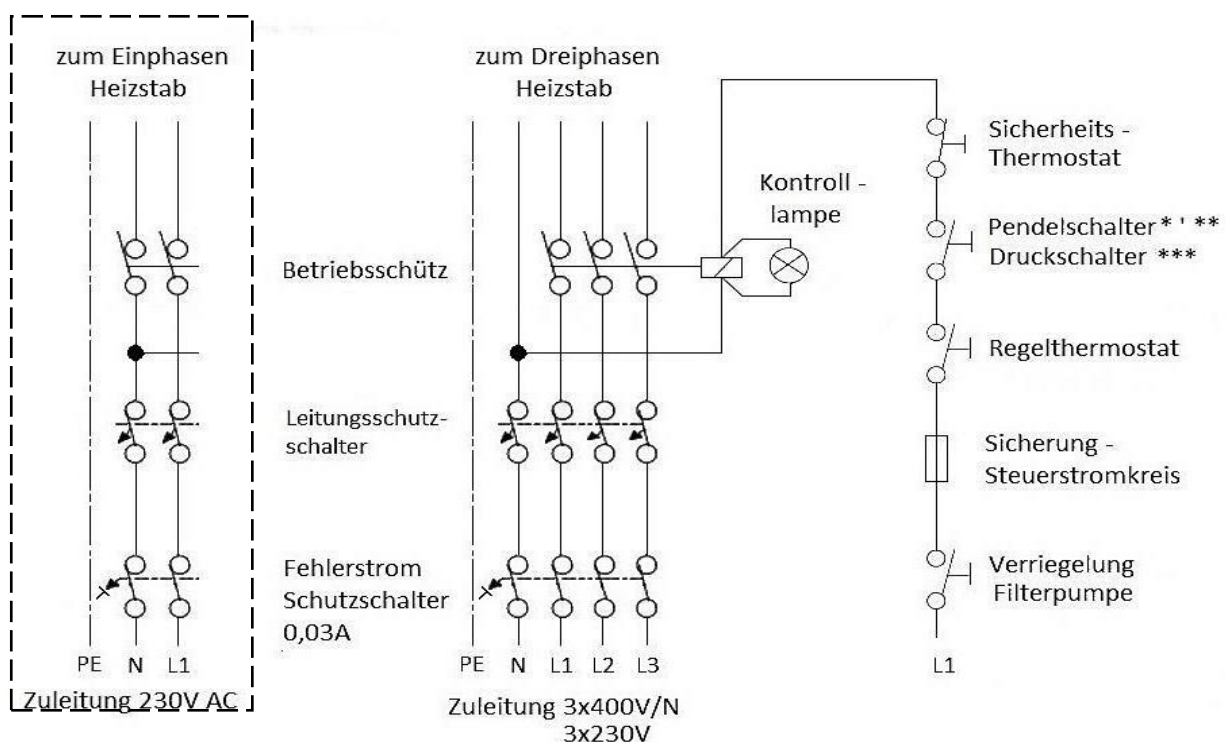 zum Einphasen
Heizstab
zum Dreiphasen
Heizstab
Sicherheits -
Thermostat
Kontroll -
lampe
Pendelschalter * ' **
Druckschalter ***
Betriebsschütz
Regelthermostat
Leitungsschutz-
schalter
Sicherung -
Steuerstromkreis
Fehlerstrom
Schutzschalter
0,03A
Verriegelung
Filterpumpe
PE N L1
PE N L1 L2 L3
L1
Zuleitung 230V AC
Zuleitung 3x400V/N
3x230V